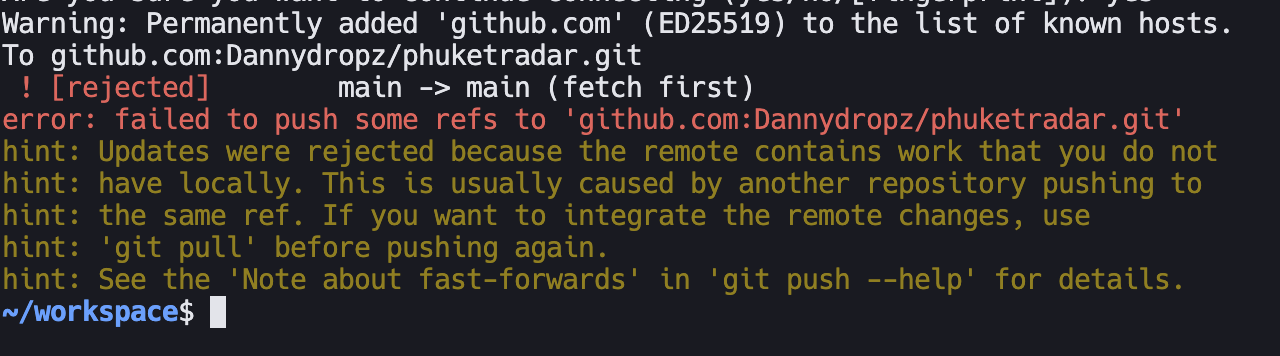 Warning: Permanently added 'github.com' (ED25519) to the list of known hosts.
To github.com:Dannydropz/phuketradar.git
 ! [rejected]        main -> main (fetch first)
error: failed to push some refs to 'github.com:Dannydropz/phuketradar.git'
hint: Updates were rejected because the remote contains work that you do not
hint: have locally. This is usually caused by another repository pushing to
hint: the same ref. If you want to integrate the remote changes, use
hint: 'git pull' before pushing again.
hint: See the 'Note about fast-forwards' in 'git push --help' for details.
~/workspace$